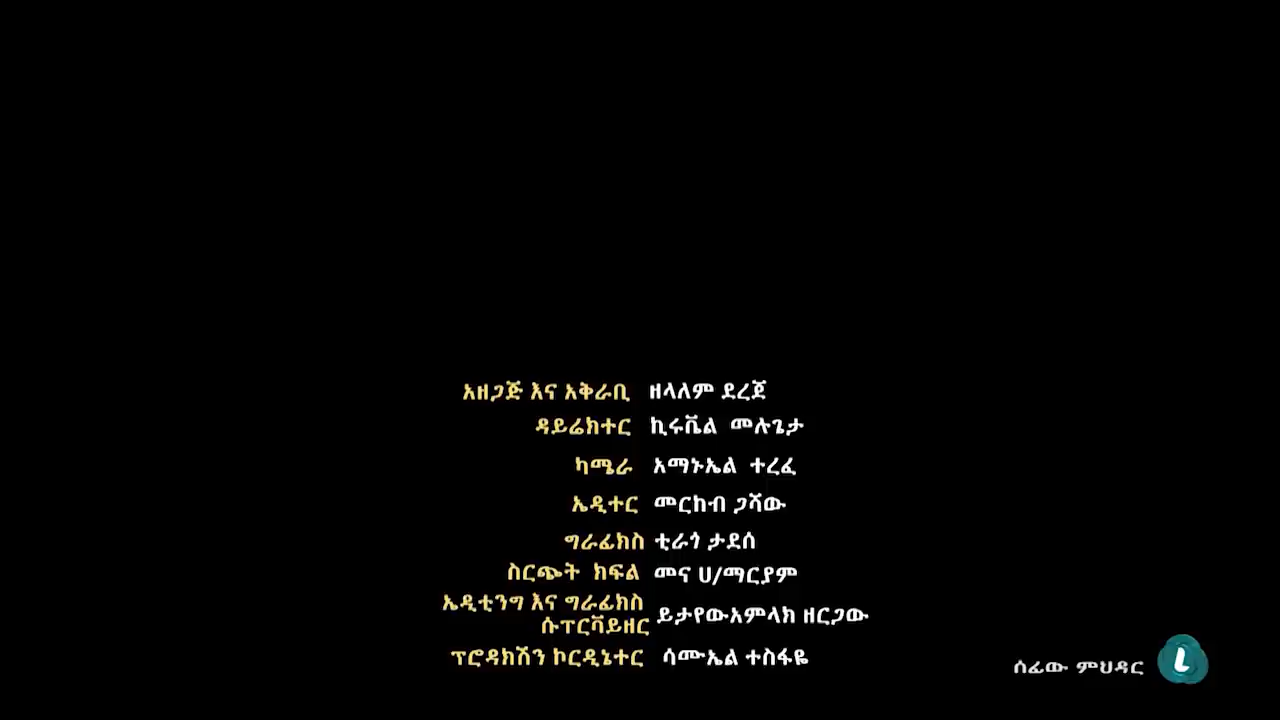 አዘጋጅ እና አቅራቢ ዘላለም ደረጀ
ዳይሬክተር ኪሩቤል መሉጌታ
ካሜራ አማኑኤል ተረፈ
ኤዲተር መርከብ ጋሻው
ግራፊክስ ቲራጎ ታደሰ
ስርጭት ክፍል መና ሀ/ማርያም
ኤዲቲንግ እና ግራፊክስ
ሱፐርቫይዘር ይታየውአምላክ ዘርጋው
ፕሮዳክሽን ኮርዲኔተር ሳሙኤል ተስፋዬ
ሰፊው ምህዳር